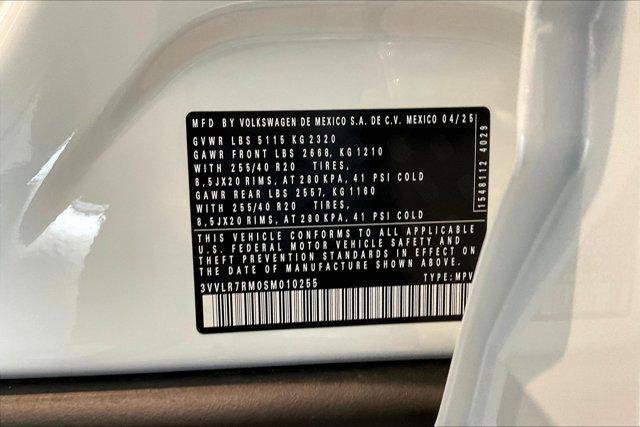 MFD BY VOLKSWAGEN DE MEXICO S.A. DE C.V. MEXICO 04/25
GVWR LBS 5115 KG 2320
GAWR FRONT LBS 2668, KG 1210
WITH 255/40 R20 TIRES,
8,5JX20 RIMS, AT 280 KPA, 41 PSI COLD
GAWR REAR LBS 2557, KG 1160
WITH 255/40 R20 TIRES,
8,5JX20 RIMS, AT 280 KPA, 41 PSI COLD
1548112 4029
THIS VEHICLE CONFORMS TO ALL APPLICABLE
U.S. FEDERAL MOTOR VEHICLE SAFETY AND
THEFT PREVENTION STANDARDS IN EFFECT ON
THE DATE OF MANUFACTURE SHOWN ABOVE.
3VVLR7RM0SM010255 TYPE: MPV